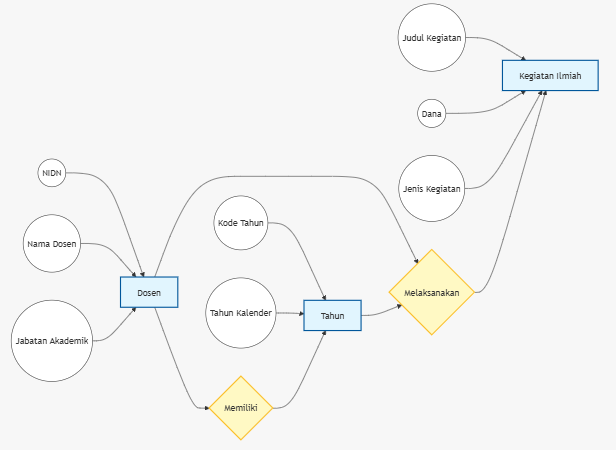 Judul Kegiatan
Kegiatan Ilmiah
Dana
NIDN
Jenis Kegiatan
Kode Tahun
Nama Dosen
Dosen
Melaksanakan
Tahun Kalender
Tahun
Jabatan Akademik
Memiliki